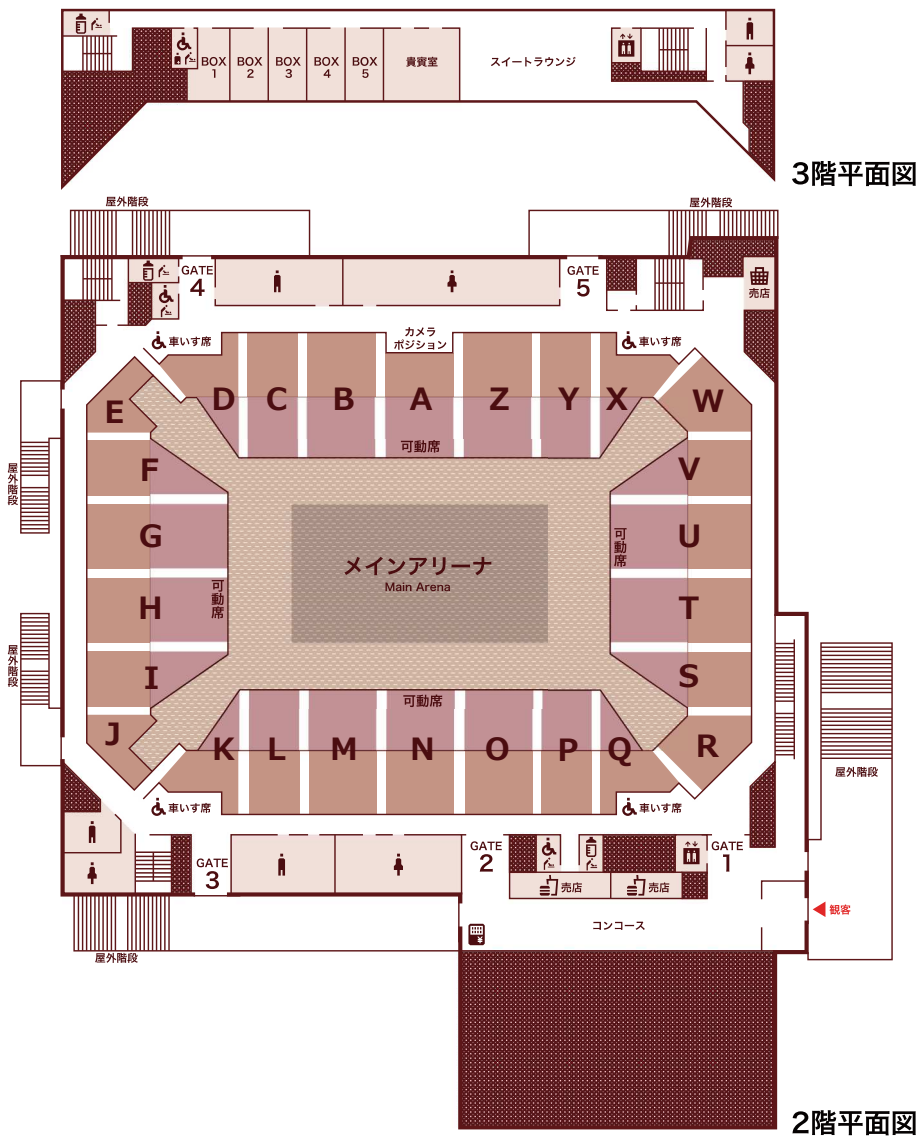 BOX 1
BOX 2
BOX 3
BOX 4
BOX 5
貴賓室
スイートラウンジ
3階平面図
屋外階段
屋外階段
GATE 4
GATE 5
売店
カメラ
ポジション
車いす席
車いす席
D
C
B
A
Z
Y
X
E
W
可動席
F
V
屋外階段
G
U
可動席
メインアリーナ
Main Arena
可動席
H
T
屋外階段
I
S
可動席
J
R
K
L
M
N
O
P
Q
屋外階段
車いす席
車いす席
GATE 3
GATE 2
GATE 1
売店
売店
観客
コンコース
¥
屋外階段
2階平面図